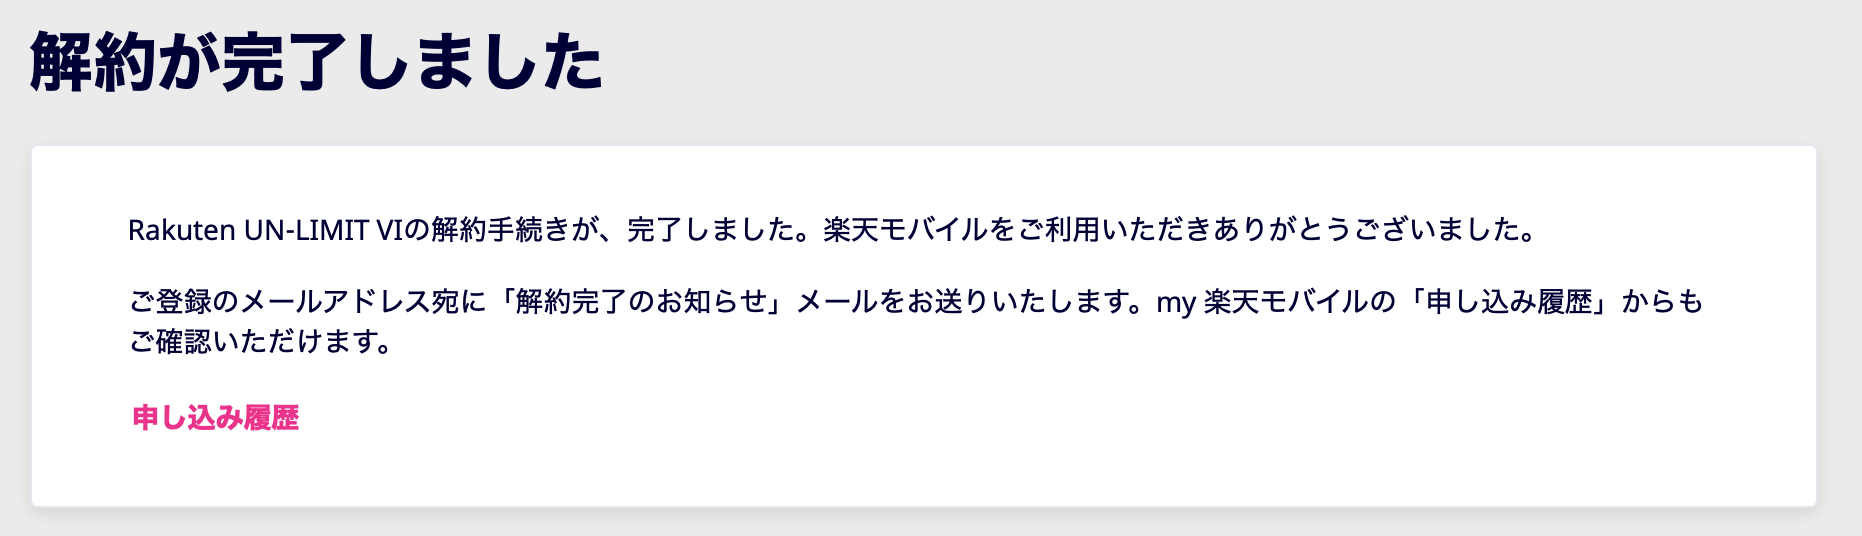 解約が完了しました
Rakuten UN-LIMIT VIの解約手続きが、完了しました。楽天モバイルをご利用いただきありがとうございました。
ご登録のメールアドレス宛に「解約完了のお知らせ」メールをお送りいたします。my 楽天モバイルの「申し込み履歴」からも
ご確認いただけます。
申し込み履歴